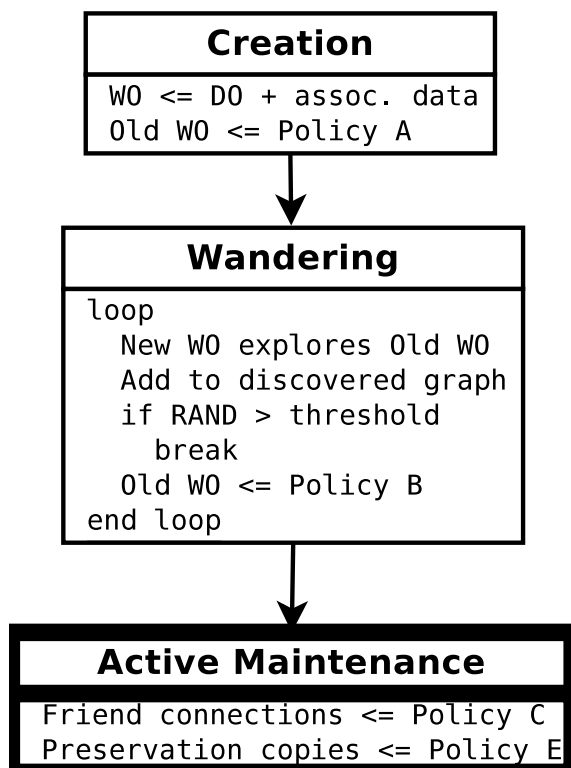 Creation
WO <= DO + assoc. data
Old WO <= Policy A
Wandering
loop
New WO explores Old WO
Add to discovered graph
if RAND > threshold
break
Old WO <= Policy B
end loop
Active Maintenance
Friend connections <= Policy C
Preservation copies <= Policy E